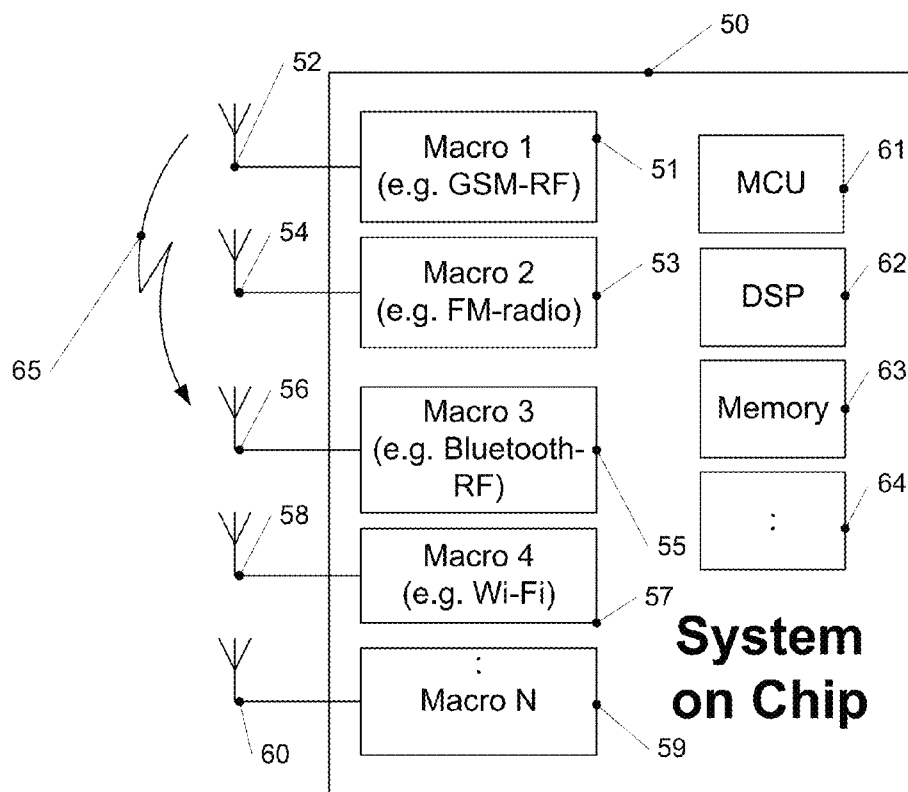 50
52
Macro 1
(e.g. GSM-RF)
51
MCU
61
54
Macro 2
(e.g. FM-radio)
53
DSP
62
65
56
Macro 3
(e.g. Bluetooth-
RF)
55
Memory
63
:
64
58
Macro 4
(e.g. Wi-Fi)
57
System
on Chip
:
Macro N
60
59